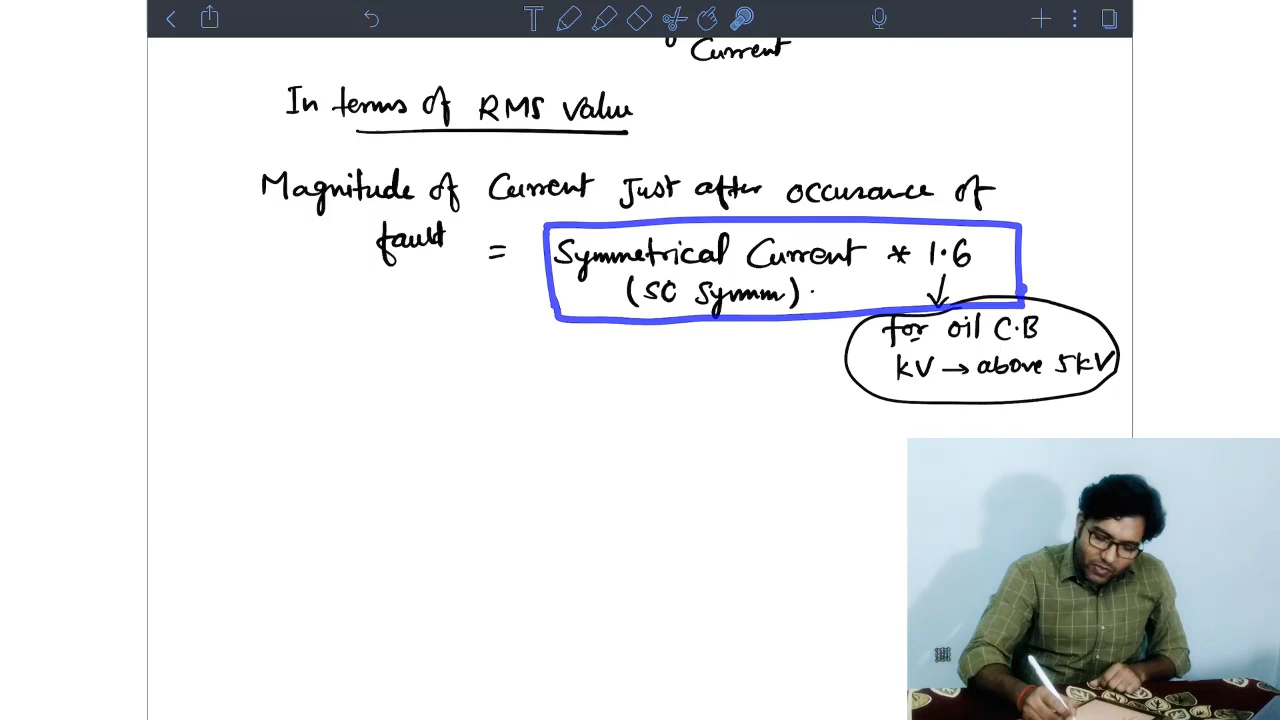 Current
In terms of RMS value
Magnitude of Current Just after occurance of
fault = Symmetrical Current * 1.6
(SC Symm).
for oil C.B
kV → above 5kV